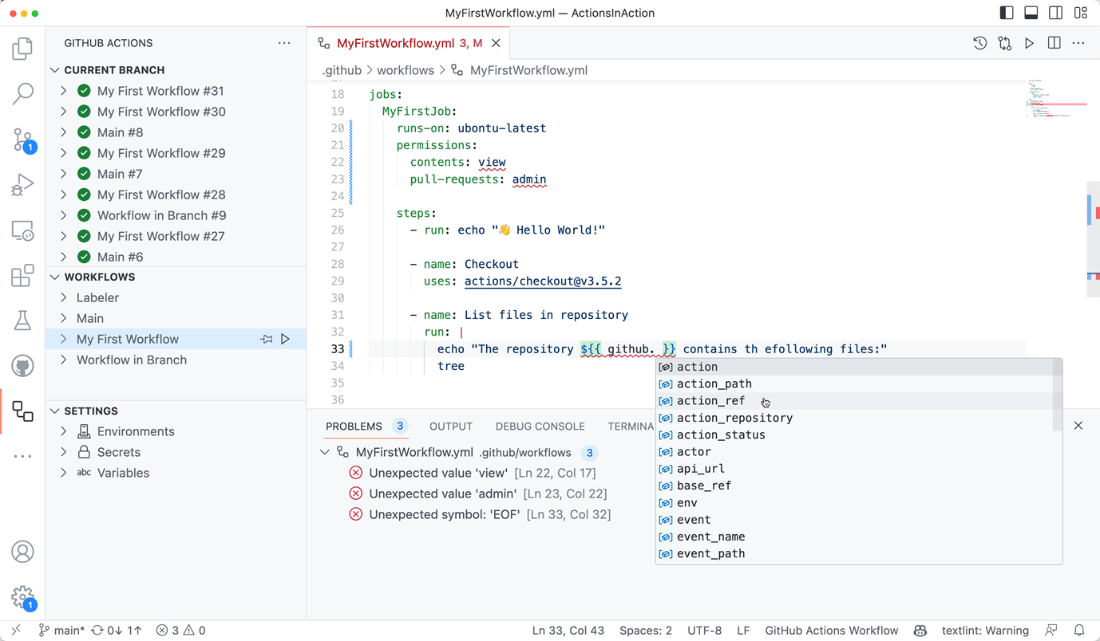 MyFirstWorkflow.yml — ActionsInAction
GITHUB ACTIONS
CURRENT BRANCH
My First Workflow #31
My First Workflow #30
Main #8
My First Workflow #29
Main #7
My First Workflow #28
Workflow in Branch #9
My First Workflow #27
Main #6
WORKFLOWS
Labeler
Main
My First Workflow
Workflow in Branch
SETTINGS
Environments
Secrets
abc Variables
1
1
MyFirstWorkflow.yml 3, M
.github > workflows > MyFirstWorkflow.yml
18 jobs:
19 MyFirstJob:
20 runs-on: ubuntu-latest
21 permissions:
22 contents: view
23 pull-requests: admin
24
25 steps:
26 - run: echo "👋 Hello World!"
27
28 - name: Checkout
29 uses: actions/checkout@v3.5.2
30
31 - name: List files in repository
32 run: |
33 echo "The repository ${{ github. }} contains th efollowing files:"
34 tree
35
36
action
action_path
action_ref
action_repository
action_status
actor
api_url
base_ref
env
event
event_name
event_path
PROBLEMS 3 OUTPUT DEBUG CONSOLE TERMINA
MyFirstWorkflow.yml .github/workflows 3
Unexpected value 'view' [Ln 22, Col 17]
Unexpected value 'admin' [Ln 23, Col 22]
Unexpected symbol: 'EOF' [Ln 33, Col 32]
main* 0↓ 1↑ 3 0 Ln 33, Col 43 Spaces: 2 UTF-8 LF GitHub Actions Workflow textlint: Warning